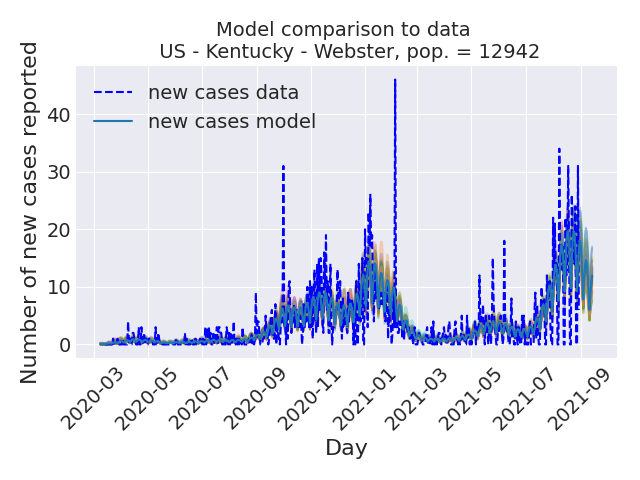 Model comparison to data
US - Kentucky - Webster, pop. = 12942
Number of new cases reported
40
30
20
10
0
new cases data
new cases model
2020-03
2020-05
2020-07
2020-09
2020-11
2021-01
2021-03
2021-05
2021-07
2021-09
Day